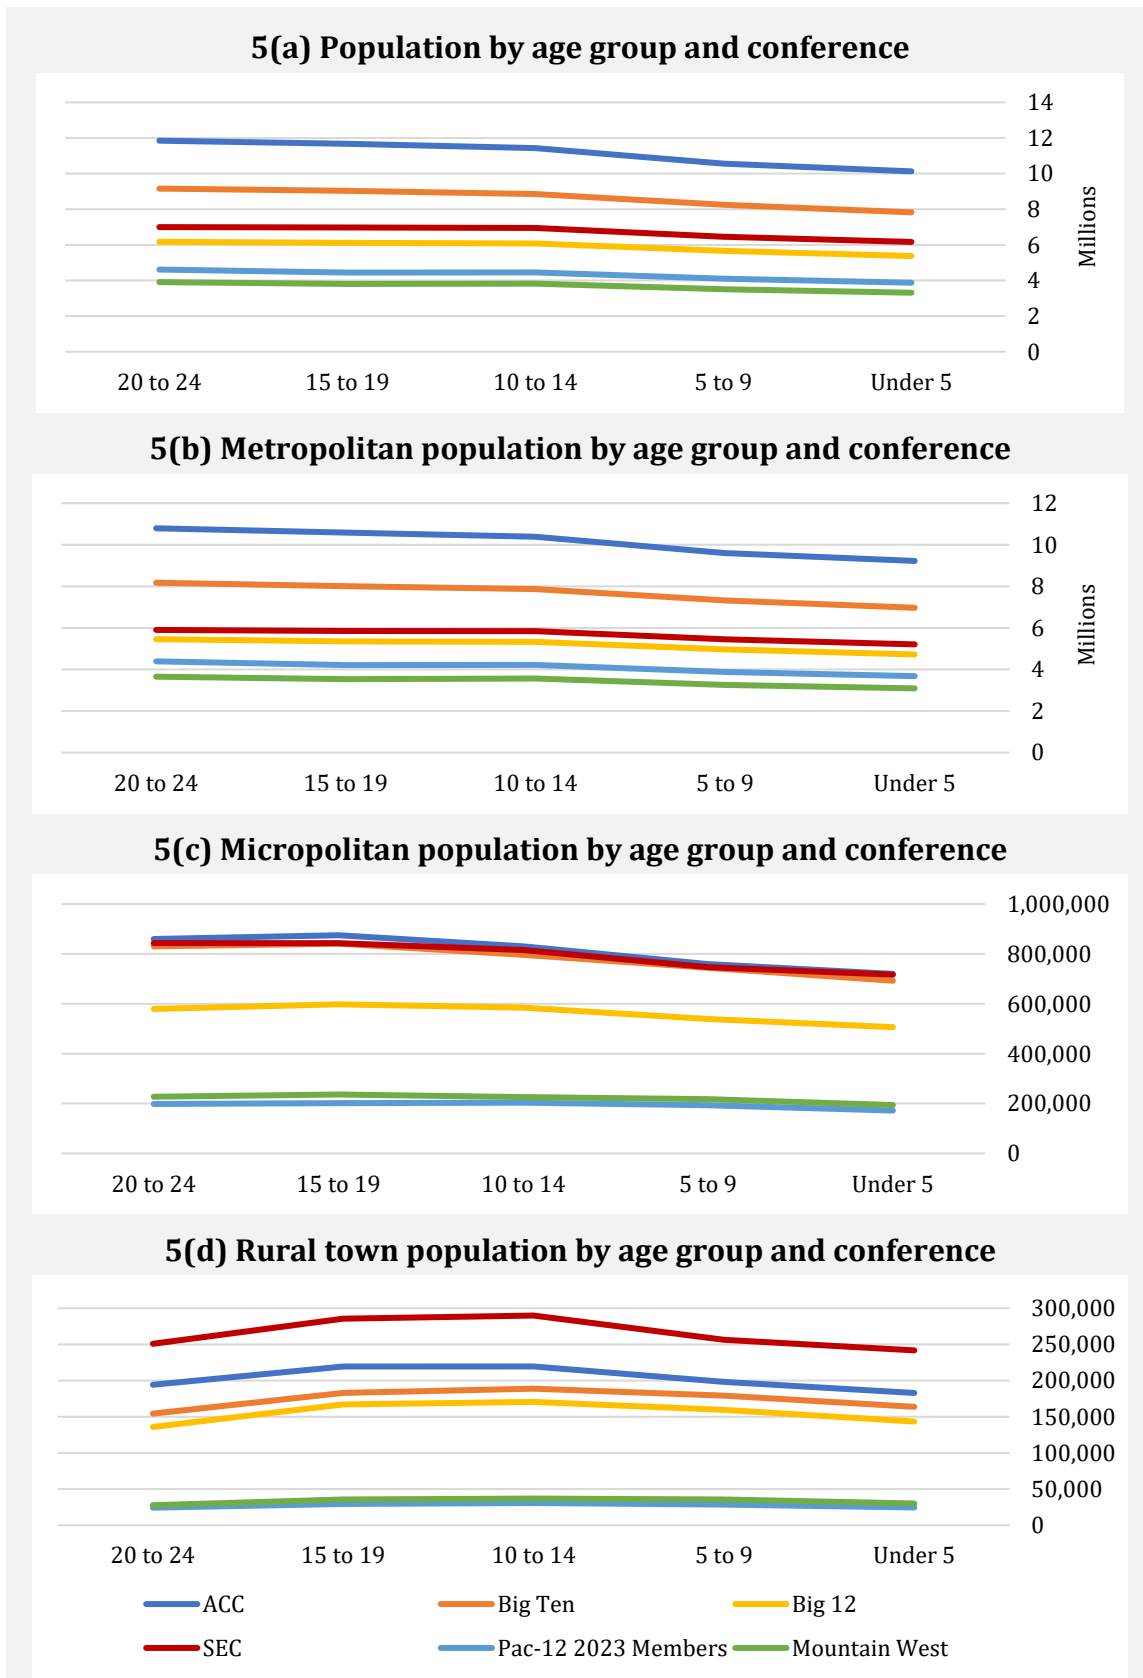 5(a) Population by age group and conference
14
12
10
8
6
4
2
0
Millions
20 to 24 15 to 19 10 to 14 5 to 9 Under 5
5(b) Metropolitan population by age group and conference
12
10
8
6
4
2
0
Millions
20 to 24 15 to 19 10 to 14 5 to 9 Under 5
5(c) Micropolitan population by age group and conference
1,000,000
800,000
600,000
400,000
200,000
0
20 to 24 15 to 19 10 to 14 5 to 9 Under 5
5(d) Rural town population by age group and conference
300,000
250,000
200,000
150,000
100,000
50,000
0
20 to 24 15 to 19 10 to 14 5 to 9 Under 5
ACC Big Ten Big 12
SEC Pac-12 2023 Members Mountain West